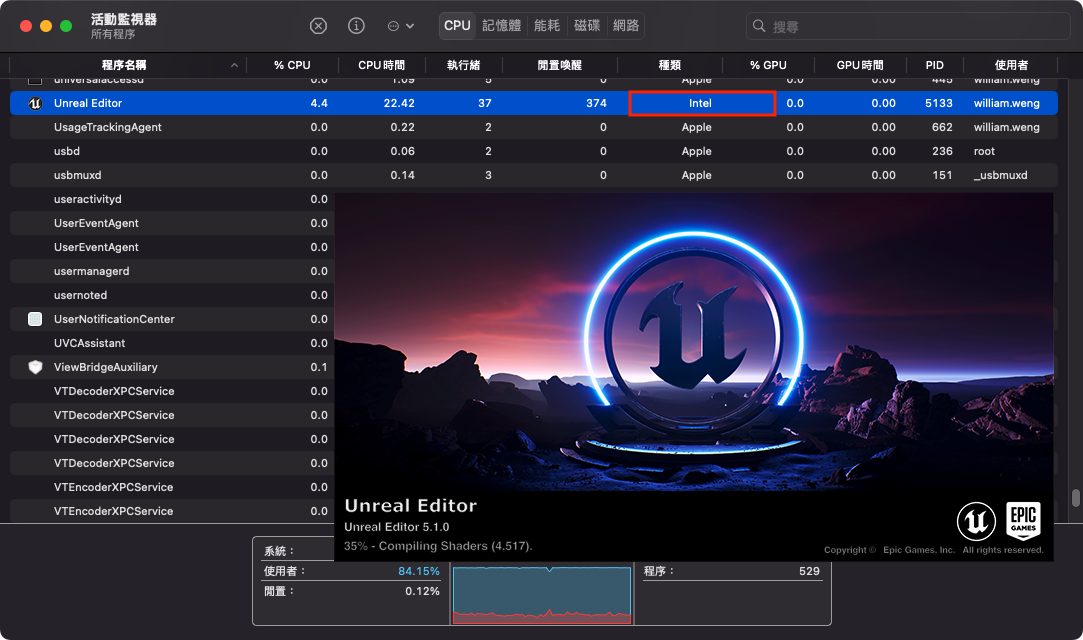 活動監視器
所有程序
CPU 記憶體 能耗 磁碟 網路
搜尋
程序名稱 % CPU CPU 時間 執行緒 閒置喚醒 種類 % GPU GPU 時間 PID 使用者
universalaccessd 0.0 1.09 5 0 Apple 0.0 0.00 445 william.weng
Unreal Editor 4.4 22.42 37 374 Intel 0.0 0.00 5133 william.weng
UsageTrackingAgent 0.0 0.22 2 0 Apple 0.0 0.00 662 william.weng
usbd 0.0 0.06 2 0 Apple 0.0 0.00 236 root
usbmuxd 0.0 0.14 3 0 Apple 0.0 0.00 151 _usbmuxd
useractivityd 0.0
UserEventAgent 0.0
UserEventAgent 0.0
usermanagerd 0.0
usernoted 0.0
UserNotificationCenter 0.0
UVCAssistant 0.0
ViewBridgeAuxiliary 0.1
VTDecoderXPCService 0.0
VTDecoderXPCService 0.0
VTDecoderXPCService 0.0
VTDecoderXPCService 0.0
VTEncoderXPCService 0.0
VTEncoderXPCService 0.0
Unreal Editor
Unreal Editor 5.1.0
35% - Compiling Shaders (4,517).
EPIC
GAMES
Copyright © Epic Games, Inc. All rights reserved.
系統：
使用者： 84.15%
閒置： 0.12%
程序： 529